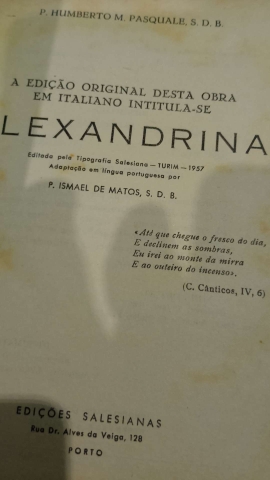 P. HUMBERTO M. PASQUALE, S. D. B.
A EDIÇÃO ORIGINAL DESTA OBRA
EM ITALIANO INTITULA-SE
LEXANDRINA
Editada pela Tipografia Salesiana — TURIM — 1957
Adaptação em língua portuguesa por
P. ISMAEL DE MATOS, S. D. B.
«Até que chegue o fresco do dia,
E declinem as sombras,
Eu irei ao monte da mirra
E ao outeiro do incenso».
(C. Cânticos, IV, 6)
EDIÇÕES SALESIANAS
Rua Dr. Alves da Veiga, 128
PORTO